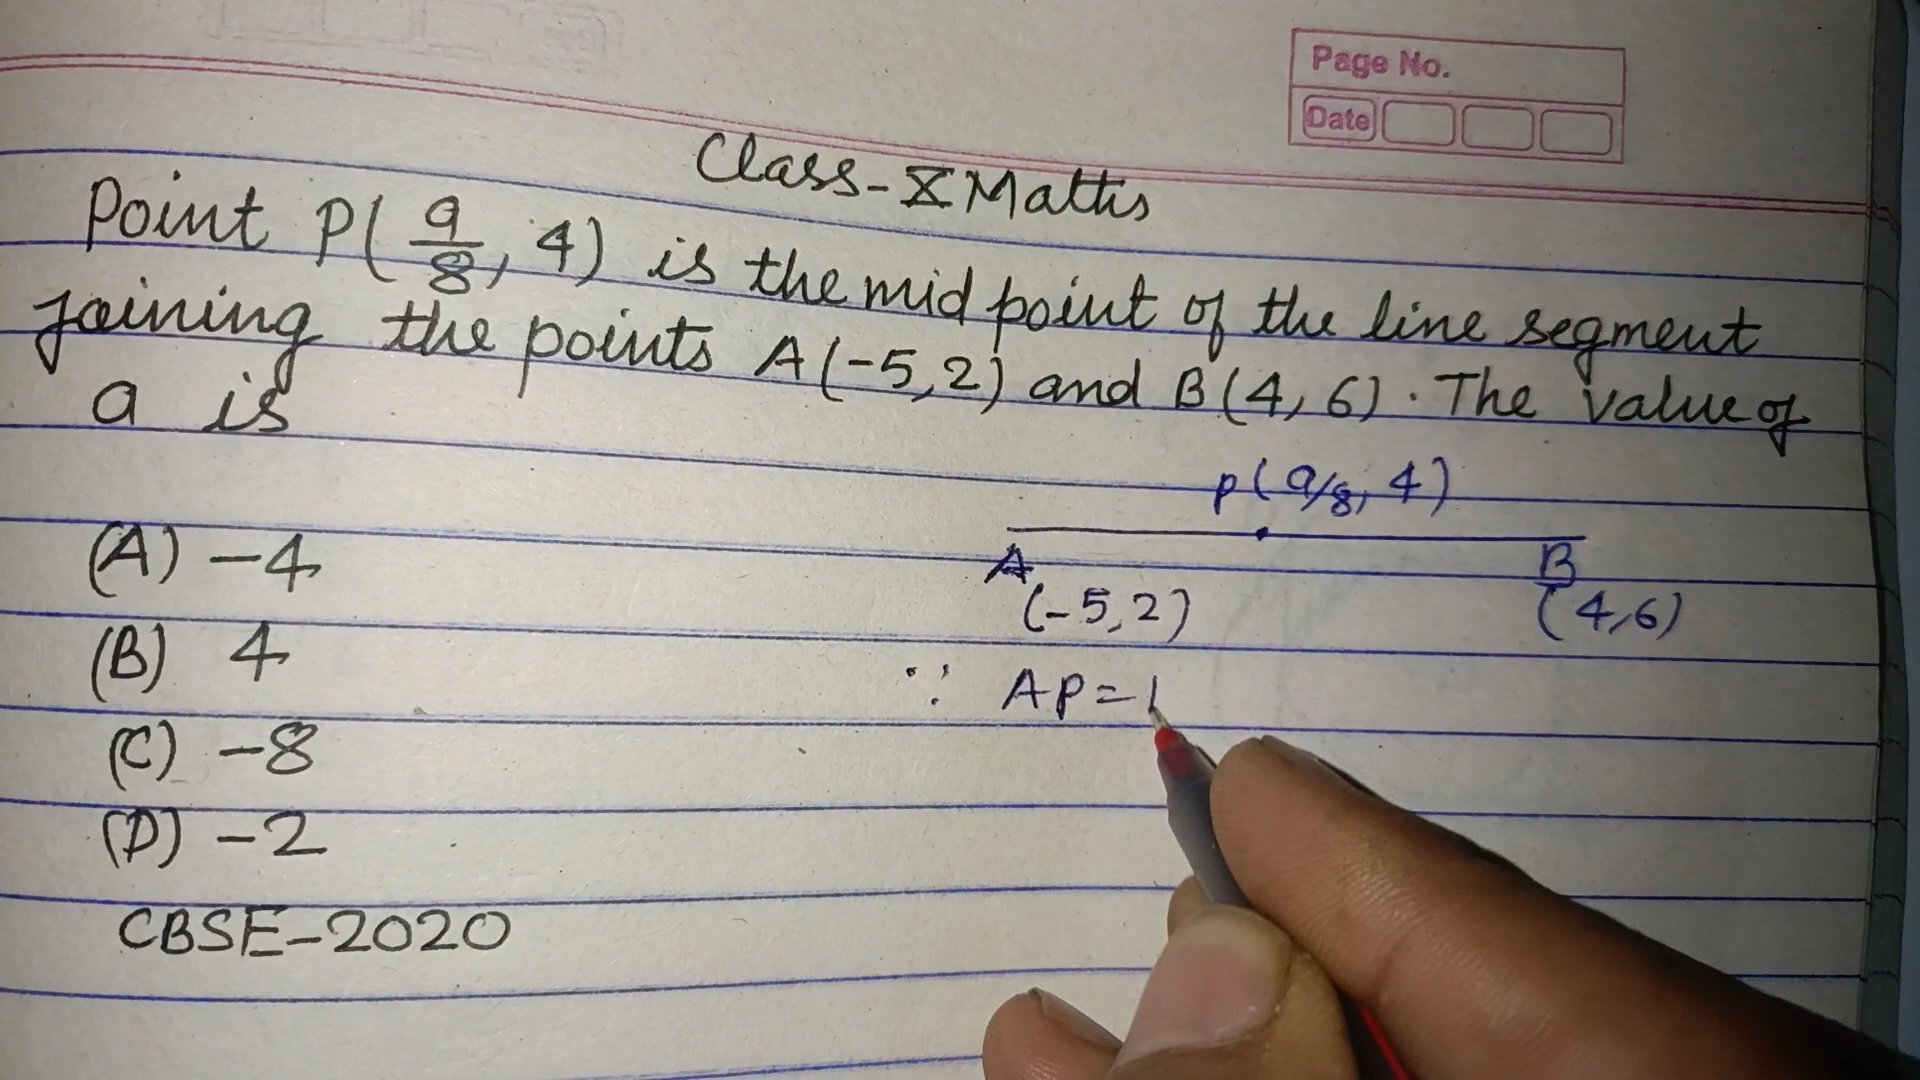 Page No.
Date
Class-X Maths
Point P(a/8, 4) is the mid point of the line segment
joining the points A(-5,2) and B(4,6). The value of
a is
P(a/8, 4)
A B
(-5,2) (4,6)
(A) -4
(B) 4
∵ AP=1
(C) -8
(D) -2
CBSE-2020